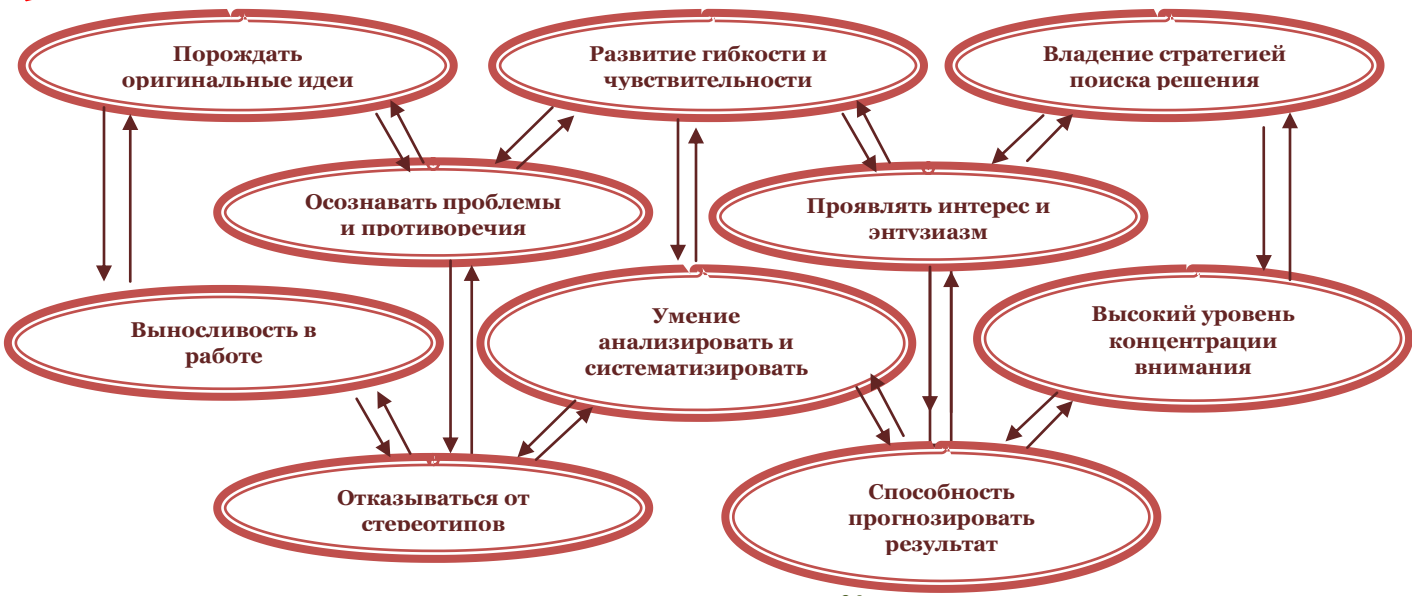 Порождать
оригинальные идеи
Развитие гибкости и
чувствительности
Владение стратегией
поиска решения
Осознавать проблемы
и противоречия
Проявлять интерес и
энтузиазм
Выносливость в
работе
Умение
анализировать и
систематизировать
Высокий уровень
концентрации
внимания
Отказываться от
стереотипов
Способность
прогнозировать
результат